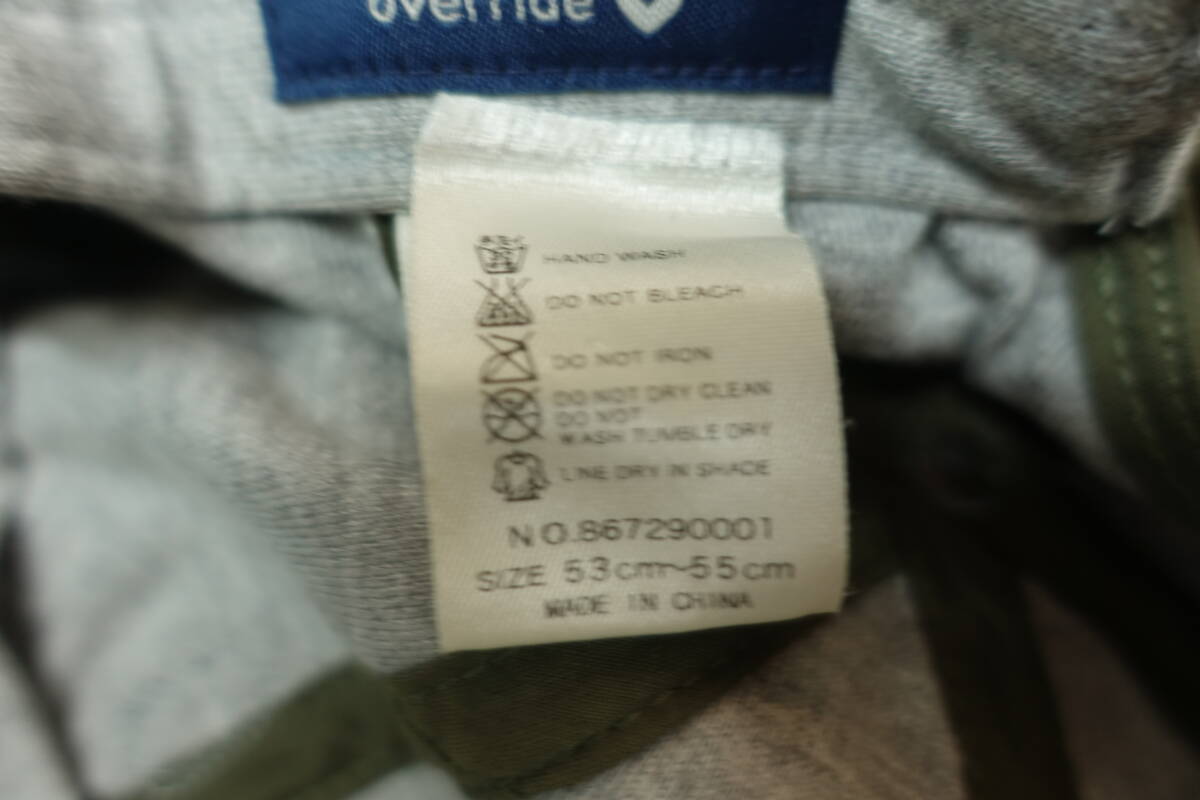 override
HAND WASH
DO NOT BLEACH
DO NOT IRON
DO NOT DRY CLEAN
DO NOT
WASH TUMBLE DRY
LINE DRY IN SHADE
NO.867290001
SIZE 53cm~55cm
MADE IN CHINA